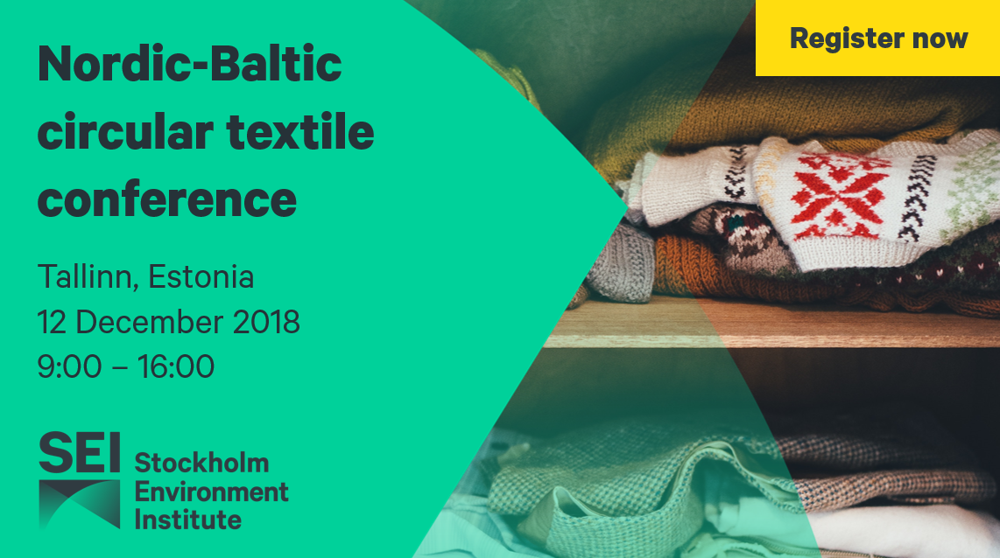 Nordic-Baltic
circular textile
conference
Tallinn, Estonia
12 December 2018
9:00 – 16:00
SEI
Stockholm
Environment
Institute
Register now